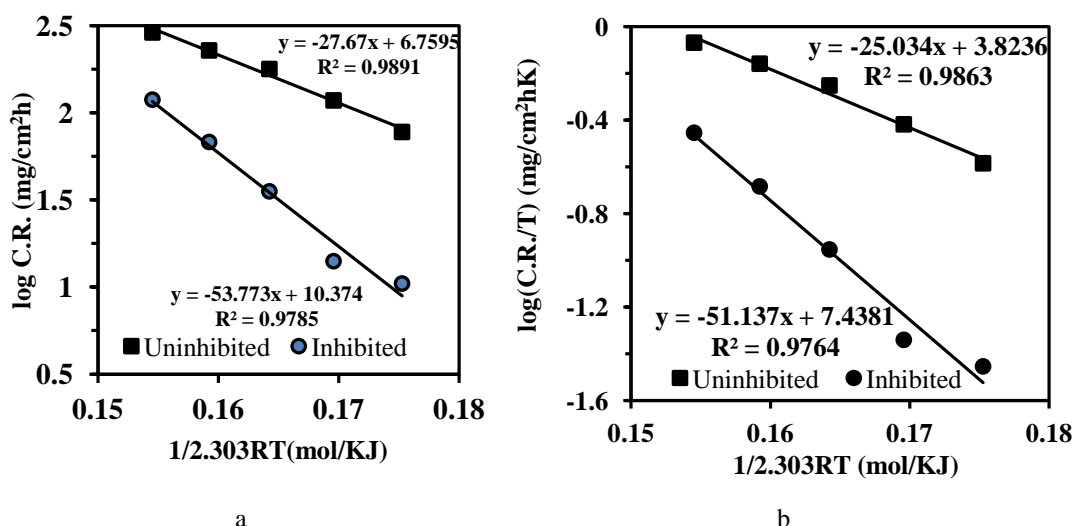 2.5
2
1.5
1
0.5
0.15
0.16
0.17
0.18
log C.R. (mg/cm²h)
1/2.303RT(mol/KJ)
y = -27.67x + 6.7595
R² = 0.9891
y = -53.773x + 10.374
R² = 0.9785
Uninhibited
Inhibited
a
-0
-0.4
-0.8
-1.2
-1.6
0.15
0.16
0.17
0.18
log(C.R./T) (mg/cm²hK)
1/2.303RT (mol/KJ)
y = -25.034x + 3.8236
R² = 0.9863
y = -51.137x + 7.4381
R² = 0.9764
Uninhibited
Inhibited
b